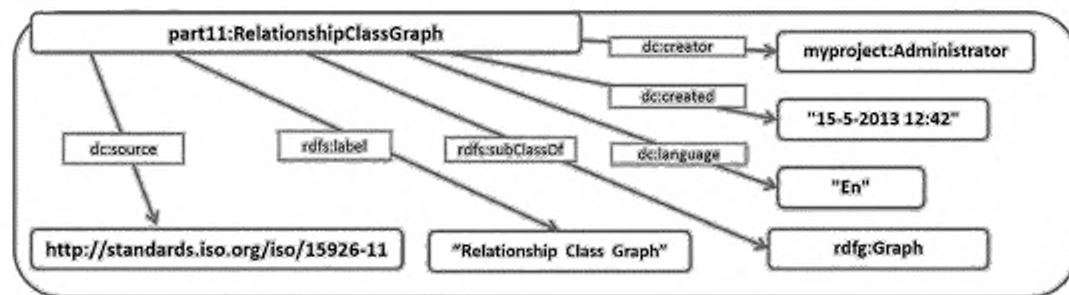 part11:RelationshipClassGraph
dc:creator
myproject:Administrator
dc:created
"15-5-2013 12:42"
dc:source
rdfs:label
rdfs:subClassOf
dc:language
"En"
http://standards.iso.org/iso/15926-11
“Relationship Class Graph”
rdfg:Graph